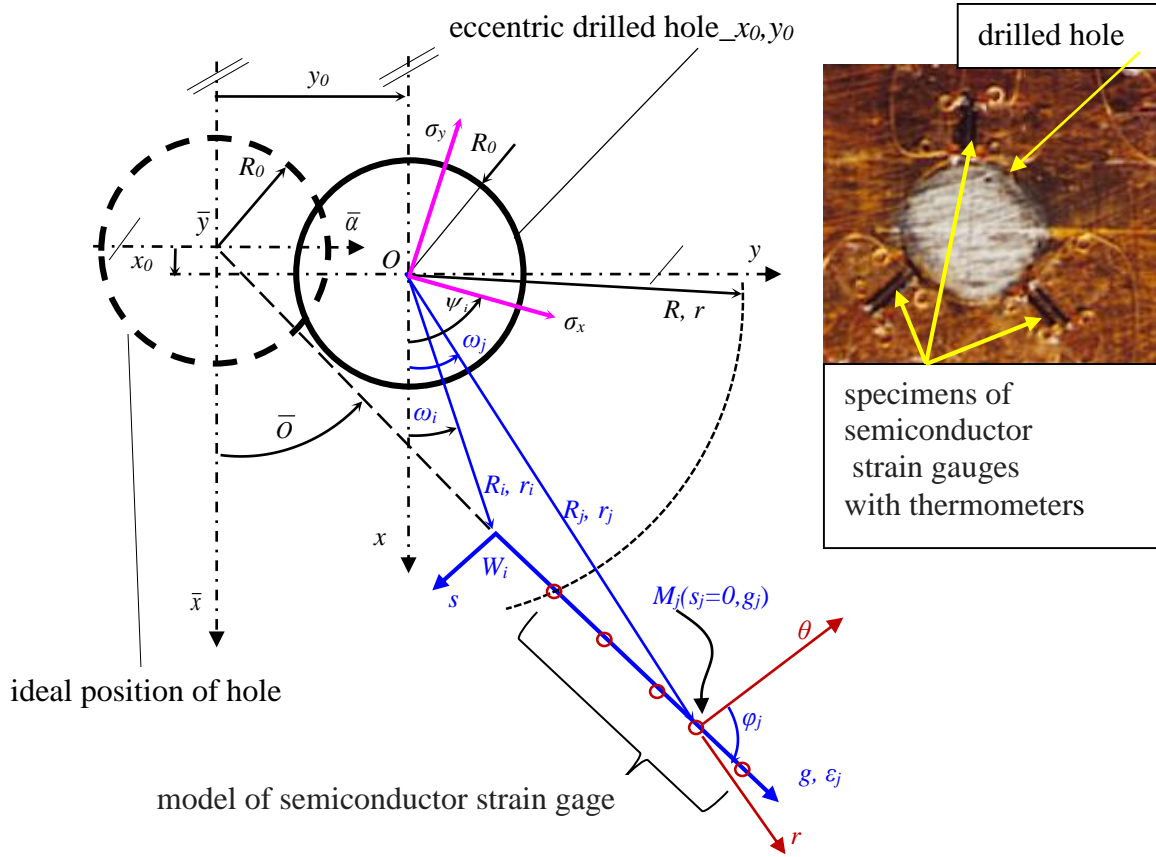 eccentric drilled hole_x0,y0
drilled hole
y0
σy
R0
R0
ȳ
ᾱ
x0
O
y
ψi
σx
R, r
ωj
ωi
O̅
specimens of
semiconductor
strain gauges
with thermometers
Ri, ri
Rj, rj
x
Wi
s
x̄
Mj(sj=0,gj)
θ
ideal position of hole
φj
g, εj
model of semiconductor strain gage
r